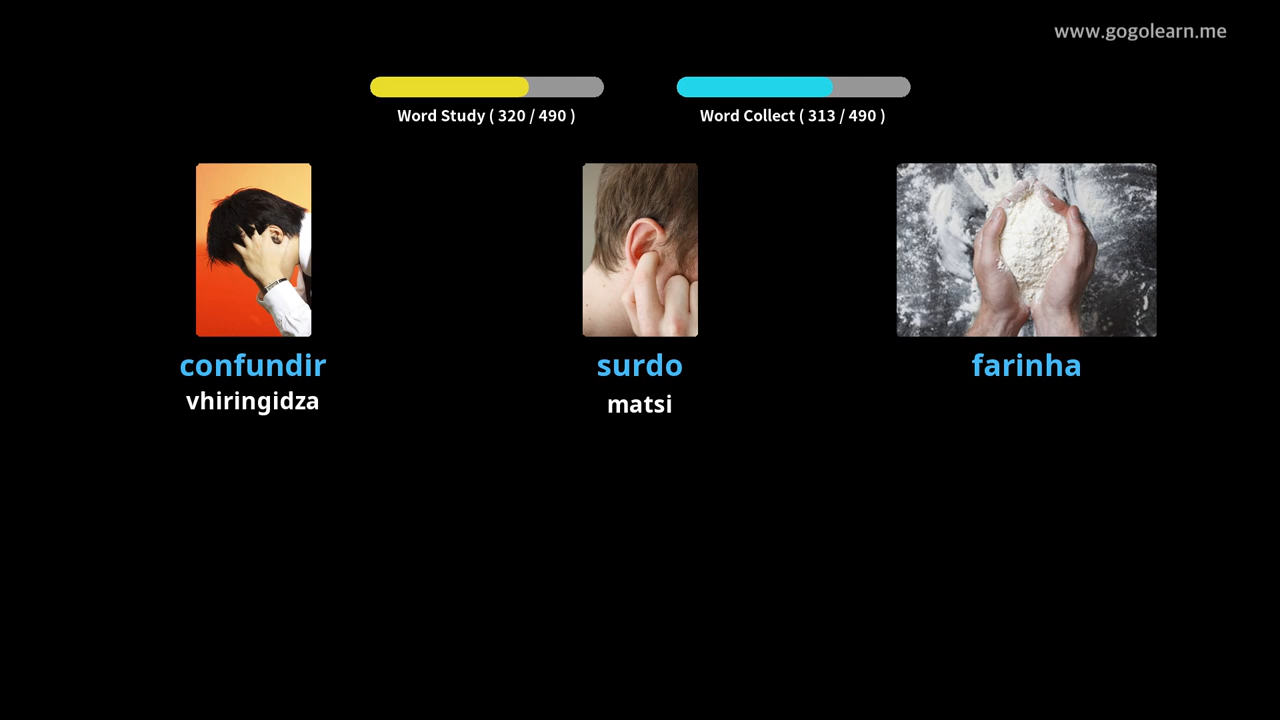 www.gogolearn.me
Word Study ( 320 / 490 )
Word Collect ( 313 / 490 )
confundir
vhiringidza
surdo
matsi
farinha